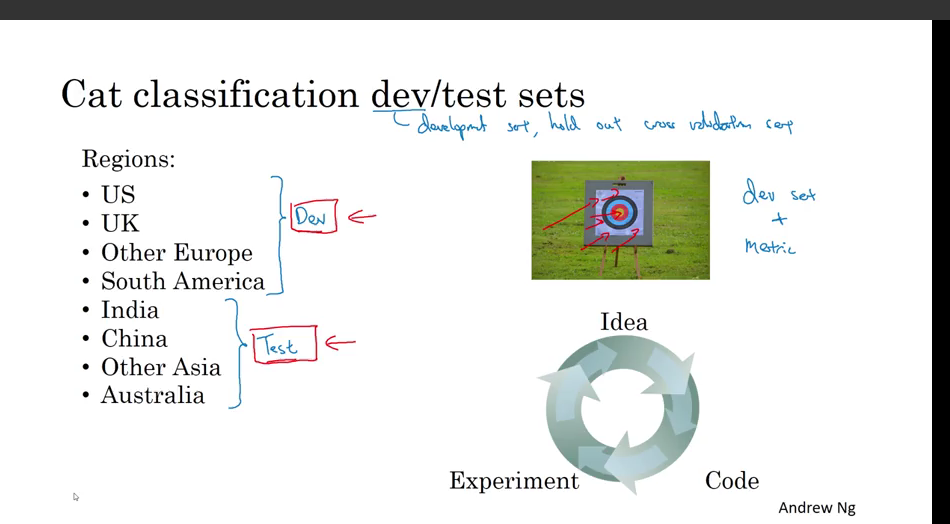 Cat classification dev/test sets
development set, hold out cross validation set
Regions:
• US
• UK
• Other Europe
• South America
• India
• China
• Other Asia
• Australia
Dev
Test
dev set
+
metric
Idea
Code
Experiment
Andrew Ng